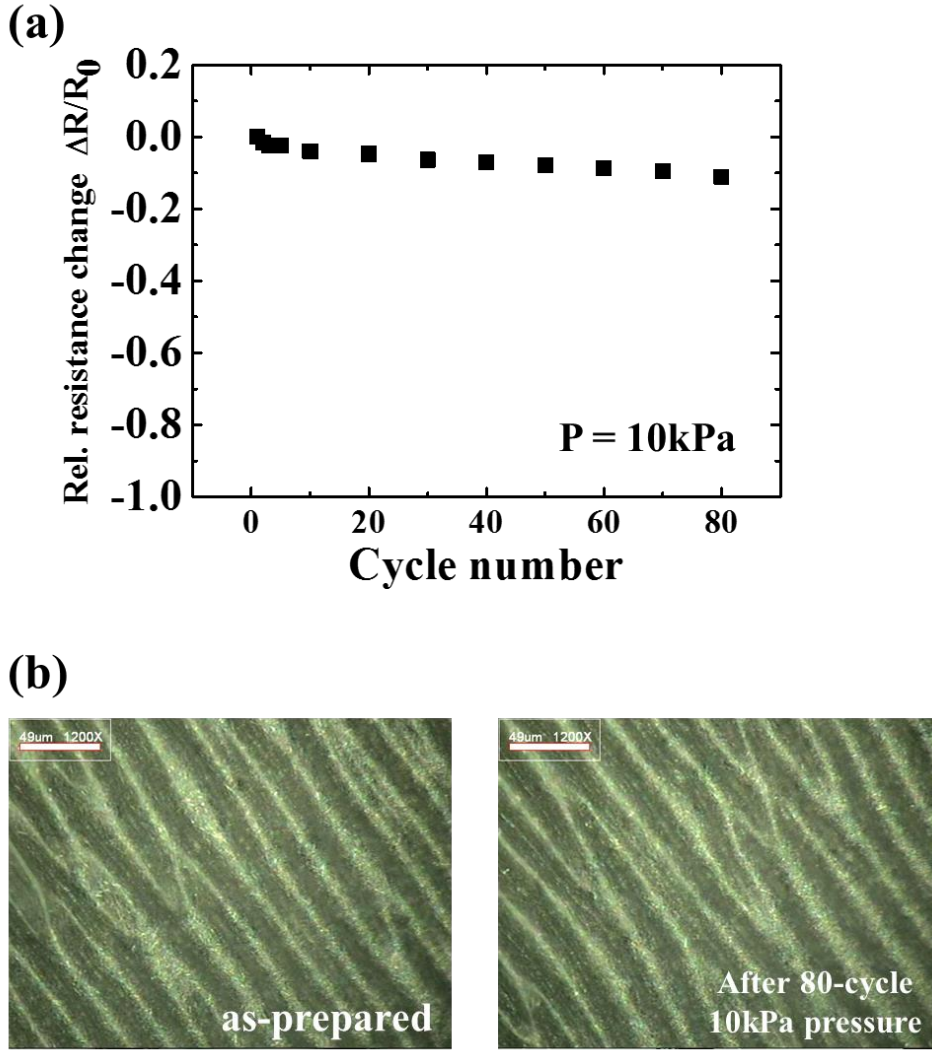 (a)
0.2
0.0
-0.2
-0.4
-0.6
-0.8
-1.0
Rel. resistance change ΔR/R0
P = 10kPa
0 20 40 60 80
Cycle number
(b)
49um 1200X
as-prepared
49um 1200X
After 80-cycle
10kPa pressure